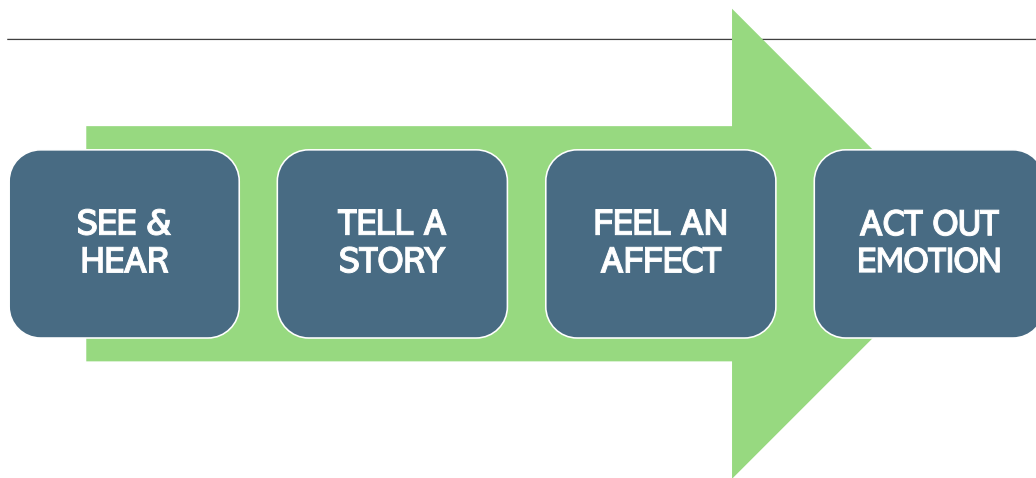 SEE &
HEAR
TELL A
STORY
FEEL AN
AFFECT
ACT OUT
EMOTION